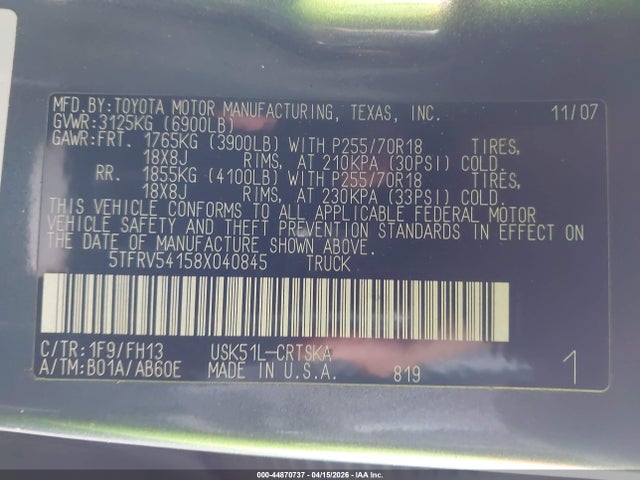 MFD.BY:TOYOTA MOTOR MANUFACTURING, TEXAS, INC. 11/07
GVWR:3125KG (6900LB)
GAWR:FRT. 1765KG (3900LB) WITH P255/70R18 TIRES,
18X8J RIMS, AT 210KPA (30PSI) COLD.
RR. 1855KG (4100LB) WITH P255/70R18 TIRES,
18X8J RIMS, AT 230KPA (33PSI) COLD.
THIS VEHICLE CONFORMS TO ALL APPLICABLE FEDERAL MOTOR
VEHICLE SAFETY AND THEFT PREVENTION STANDARDS IN EFFECT ON
THE DATE OF MANUFACTURE SHOWN ABOVE.
5TFRV54158X040845 TRUCK
C/TR:1F9/FH13 USK51L-CRTSKA
A/TM:B01A/AB60E MADE IN U.S.A. 819 1
000-44870737 - 04/15/2026 - IAA Inc.